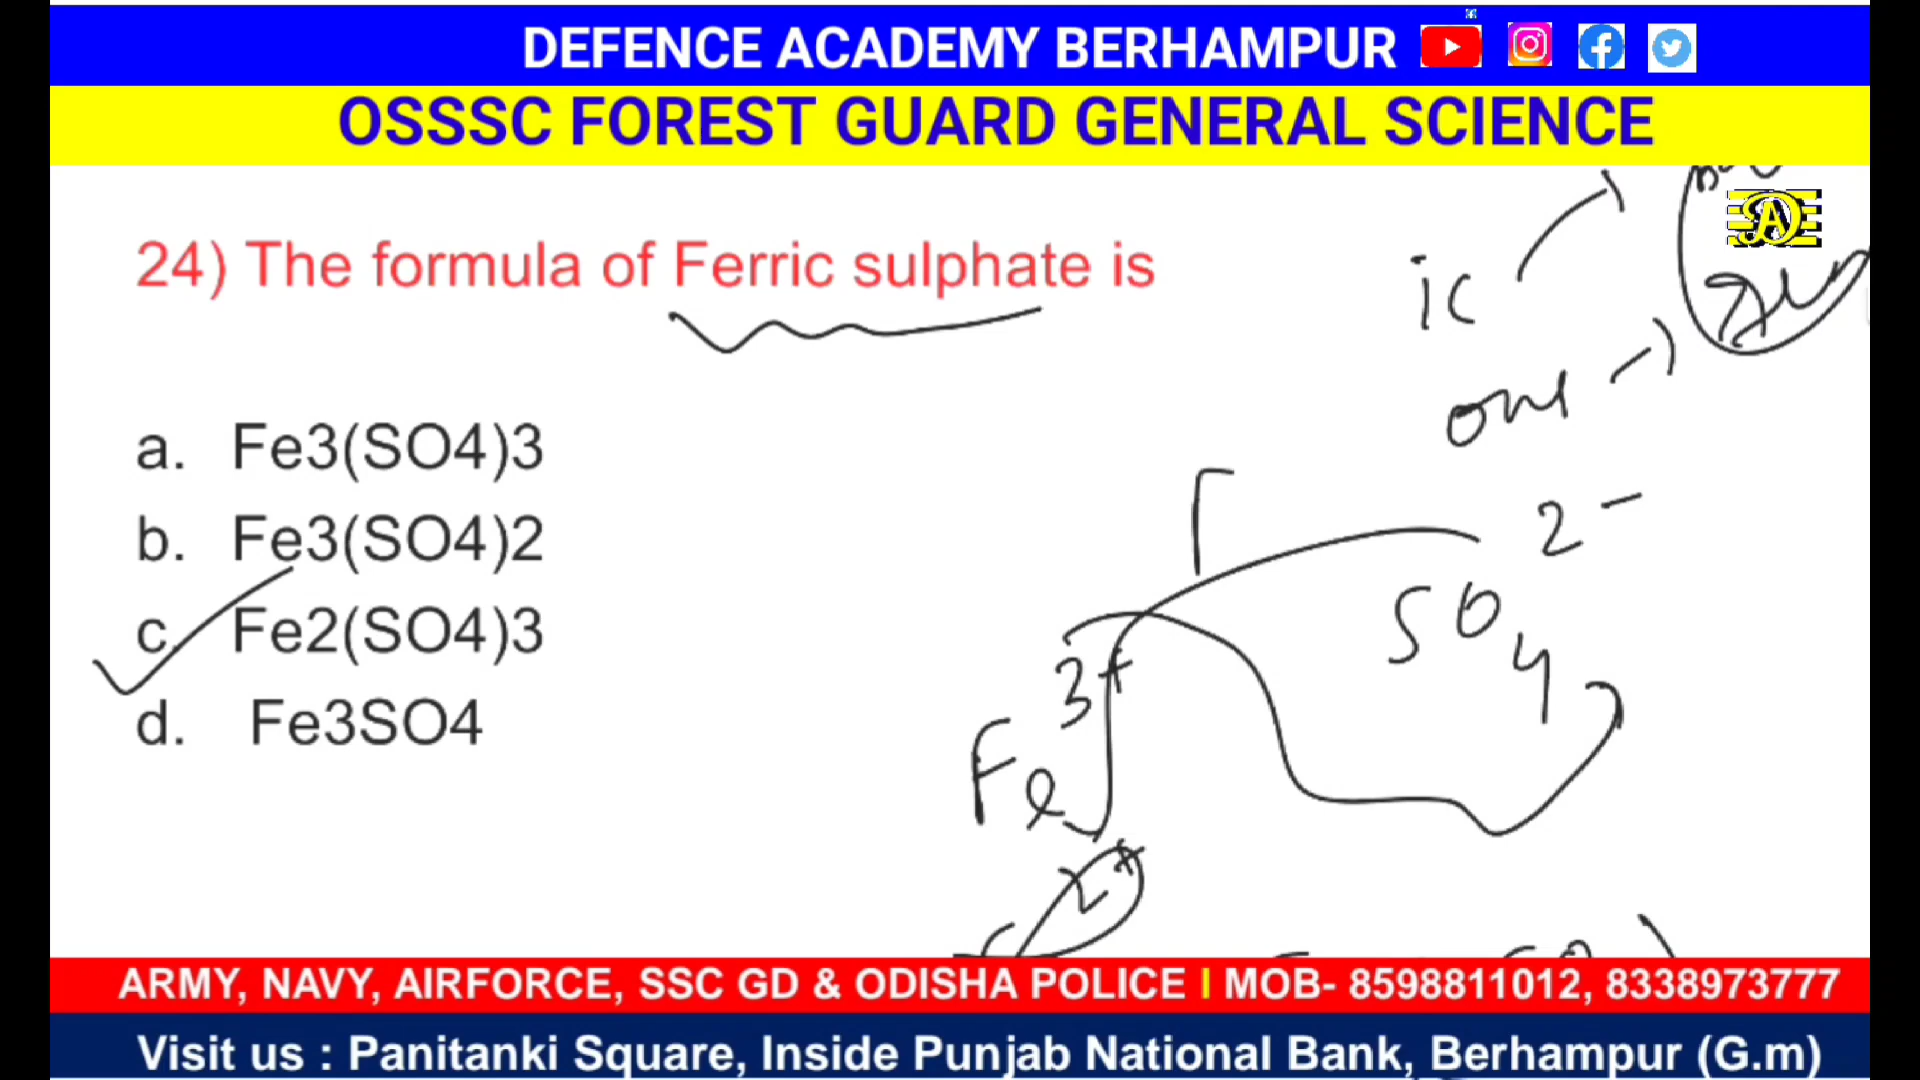 DEFENCE ACADEMY BERHAMPUR
OSSSC FOREST GUARD GENERAL SCIENCE
24) The formula of Ferric sulphate is
ic
a. Fe3(SO4)3
b. Fe3(SO4)2
c. Fe2(SO4)3
d. Fe3SO4
2-
SO4
3+
Fe
2+
ARMY, NAVY, AIRFORCE, SSC GD & ODISHA POLICE I MOB- 8598811012, 8338973777
Visit us : Panitanki Square, Inside Punjab National Bank, Berhampur (G.m)